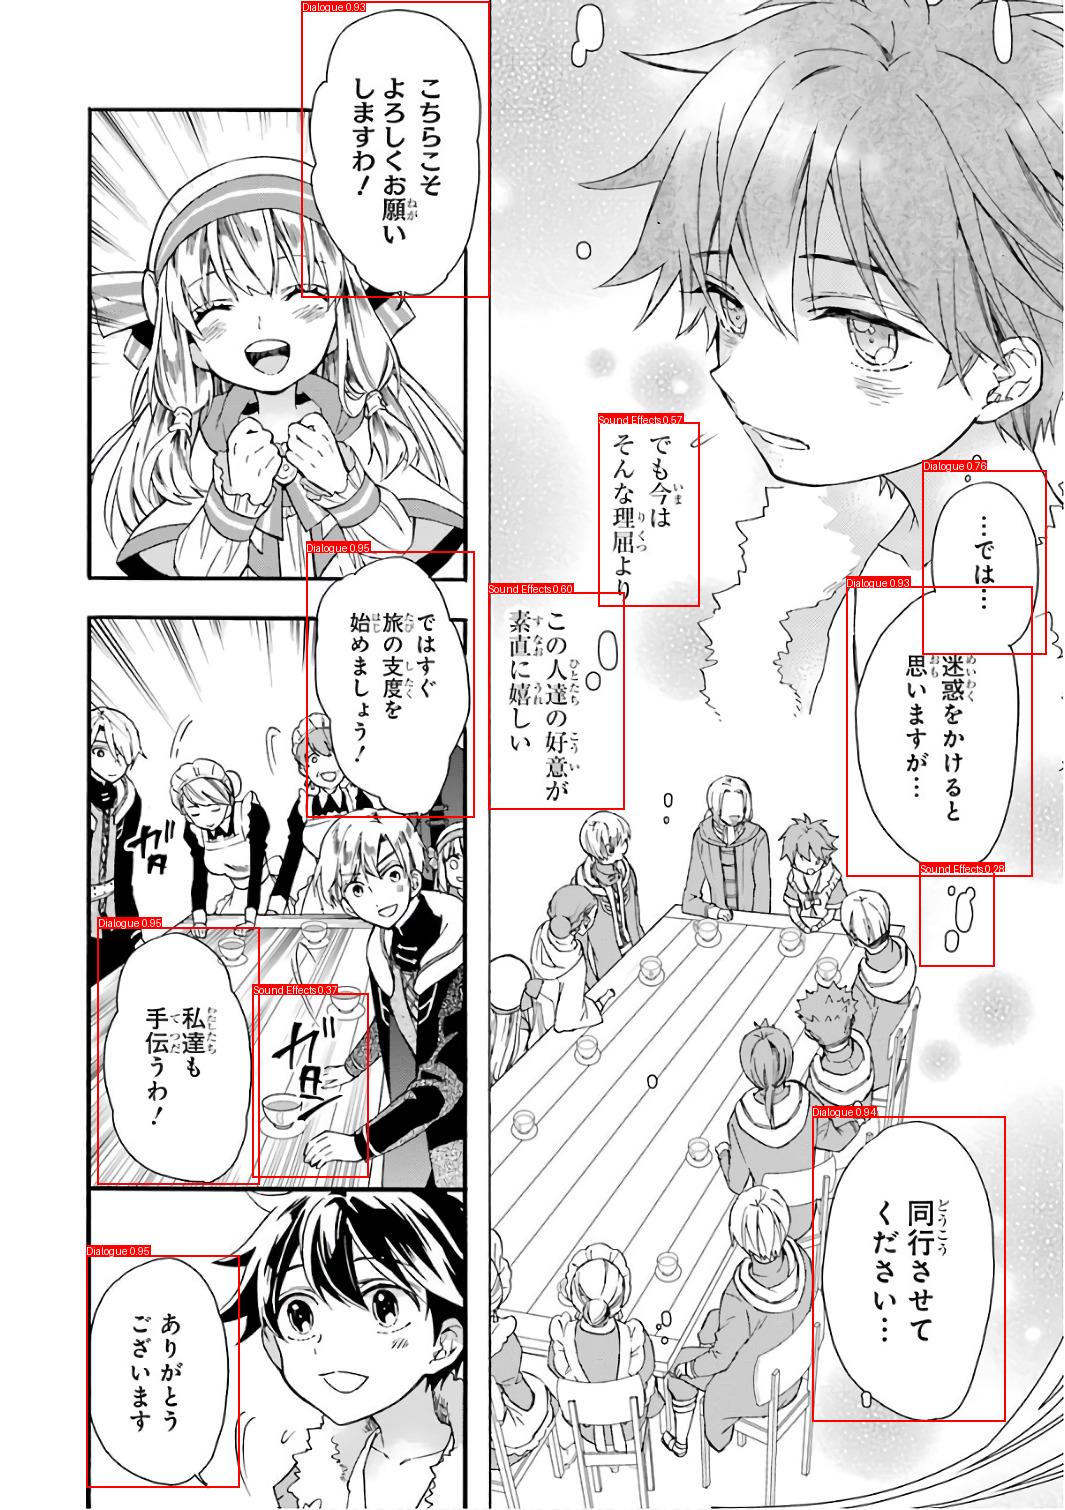 Dialogue 0.93
Sound Effects 0.57
Dialogue 0.76
Dialogue 0.93
Sound Effects 0.60
Sound Effects 0.28
Dialogue 0.94
Dialogue 0.95
Dialogue 0.95
Sound Effects 0.37
Dialogue 0.95
…では…
迷惑をかけると
思いますが…
でも今は
そんな理屈より
この人達の好意が
素直に嬉しい
同行させて
ください…
こちらこそ
よろしくお願い
しますわ！
ではすぐ
旅の支度を
始めましょう！
ガタ
ガタン
私達も
手伝うわ！
ありがとう
ございます